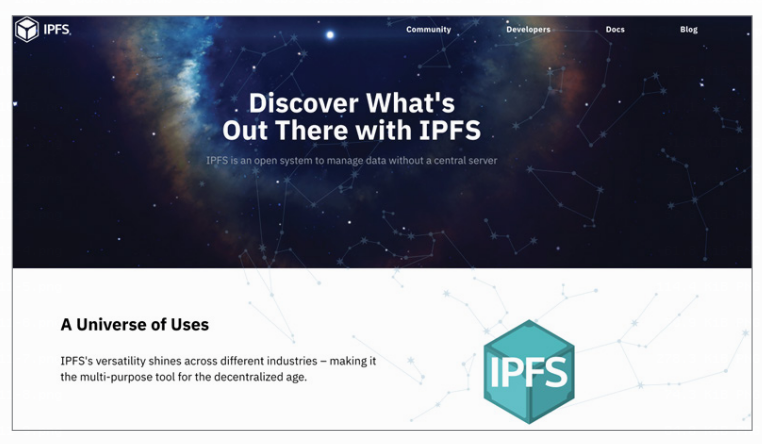 IPFS
Community
Developers
Docs
Blog
Discover What's
Out There with IPFS
IPFS is an open system to manage data without a central server
A Universe of Uses
IPFS's versatility shines across different industries – making it
the multi-purpose tool for the decentralized age.
IPFS